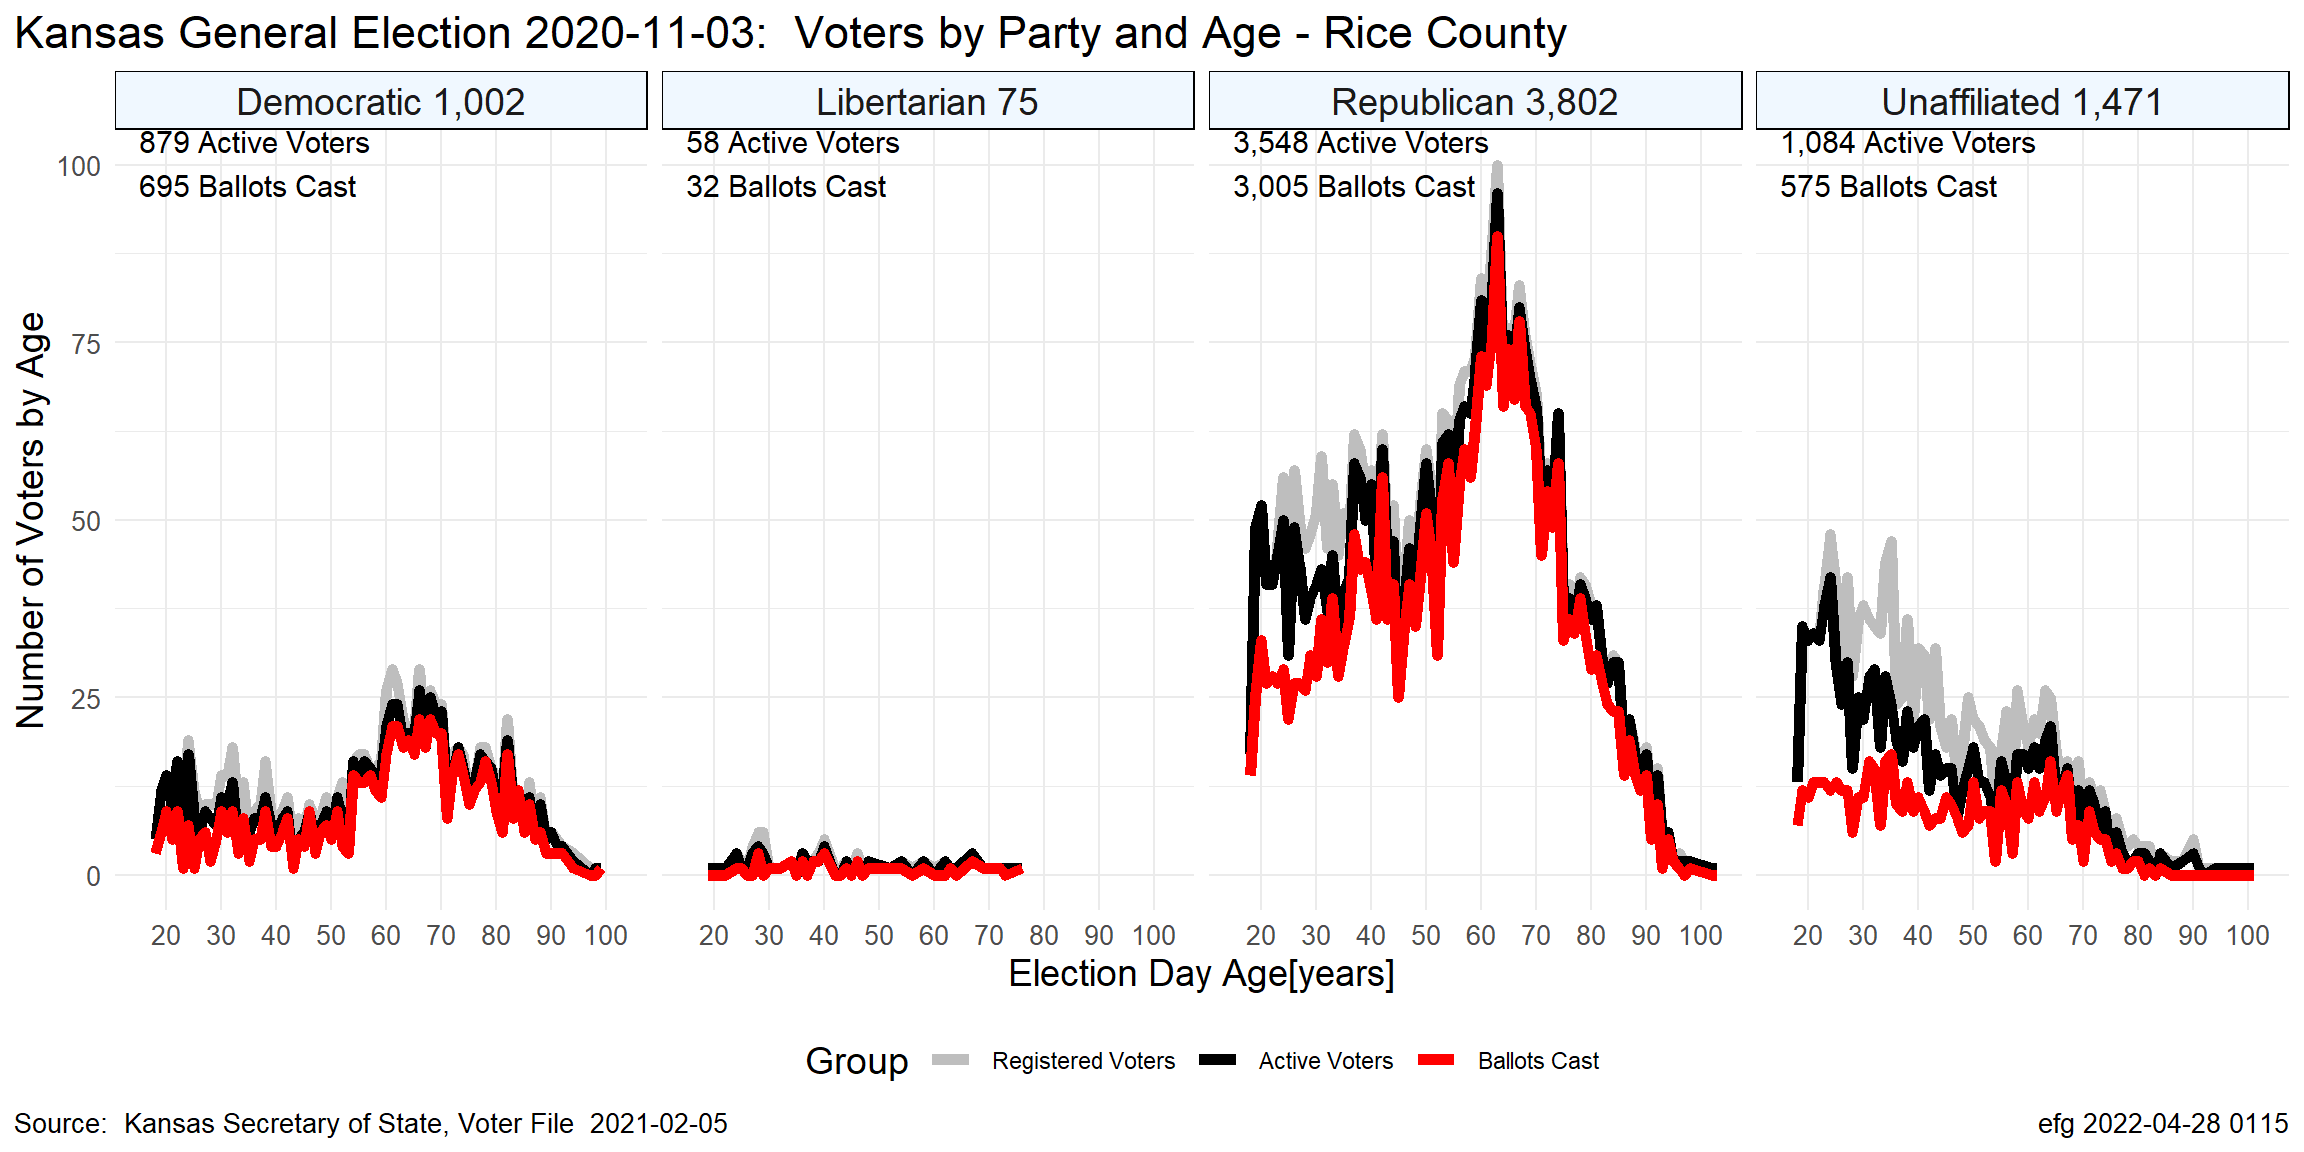 Kansas General Election 2020-11-03:  Voters by Party and Age - Rice County
Democratic 1,002
Libertarian 75
Republican 3,802
Unaffiliated 1,471
879 Active Voters
695 Ballots Cast
58 Active Voters
32 Ballots Cast
3,548 Active Voters
3,005 Ballots Cast
1,084 Active Voters
575 Ballots Cast
Number of Voters by Age
100
75
50
25
0
20 30 40 50 60 70 80 90 100
20 30 40 50 60 70 80 90 100
20 30 40 50 60 70 80 90 100
20 30 40 50 60 70 80 90 100
Election Day Age[years]
Group Registered Voters Active Voters Ballots Cast
Source:  Kansas Secretary of State, Voter File  2021-02-05
efg 2022-04-28 0115